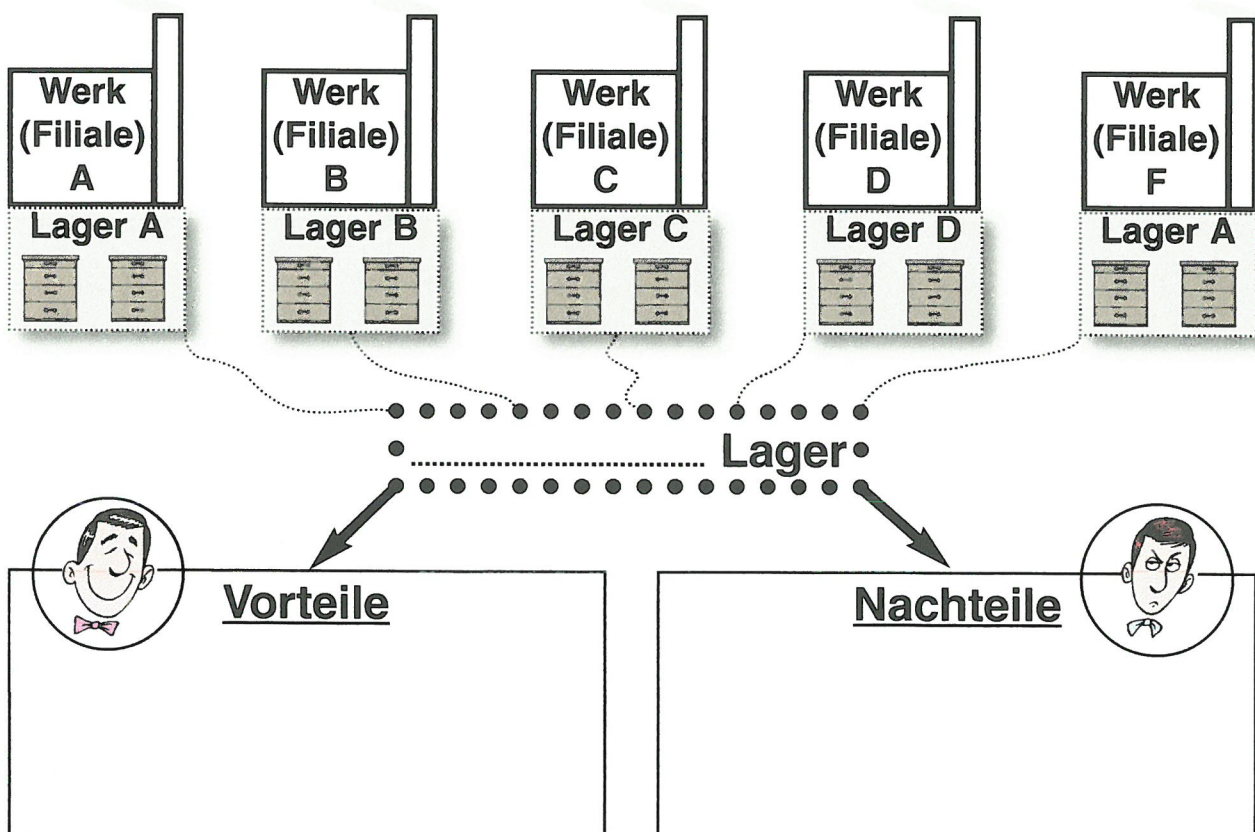 Werk
(Filiale)
A
Lager A
Werk
(Filiale)
B
Lager B
Werk
(Filiale)
C
Lager C
Werk
(Filiale)
D
Lager D
Werk
(Filiale)
F
Lager A
.................................. Lager
Vorteile
Nachteile